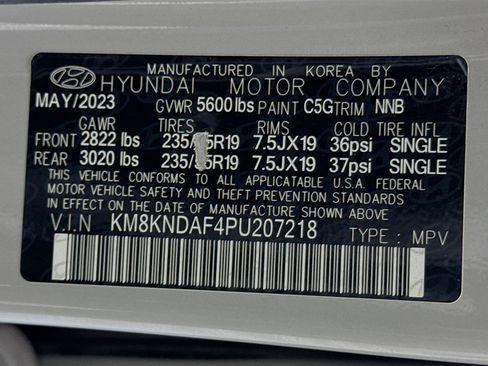 MANUFACTURED IN KOREA BY
HYUNDAI MOTOR COMPANY
MAY/2023 GVWR 5600 lbs PAINT C5G TRIM NNB
GAWR TIRES RIMS COLD TIRE INFL
FRONT 2822 lbs 7.5JX19 36psi SINGLE
REAR 3020 lbs 7.5JX19 37psi SINGLE
THIS VEHICLE CONFORMS TO ALL APPLICABLE U.S.A. FEDERAL
MOTOR VEHICLE SAFETY AND THEFT PREVENTION STANDARDS
IN EFFECT ON THE DATE OF MANUFACTURE SHOWN ABOVE
V.I.N KM8KNDAF4PU207218 TYPE : MPV